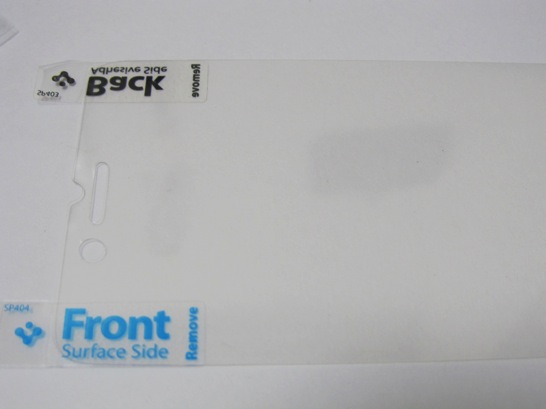 Back
Adhesive Side
Remove
SP403
SP404
Front
Surface Side
Remove